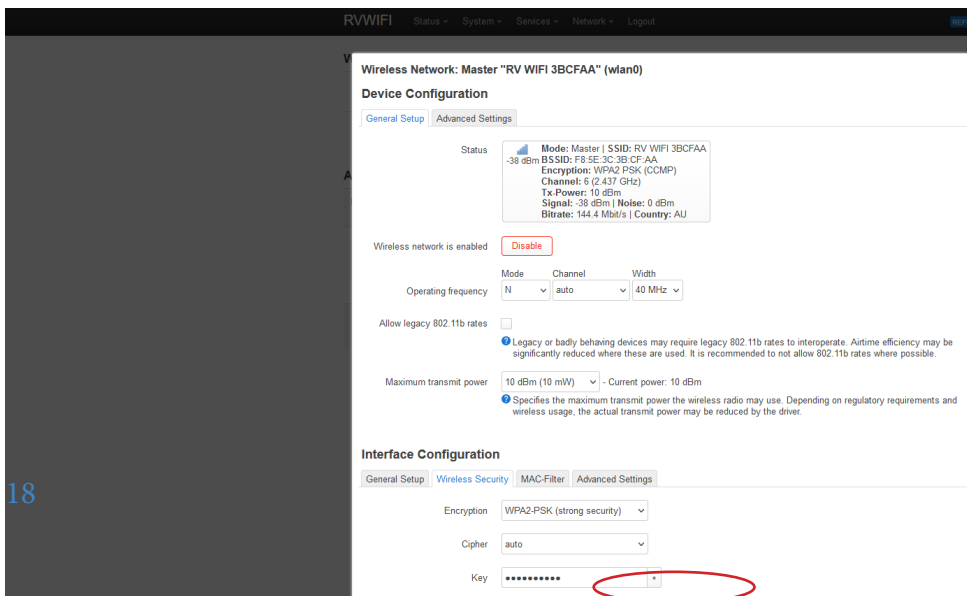 RVWIFI Status System Services Network Logout REF
W
Wireless Network: Master "RV WIFI 3BCFAA" (wlan0)
Device Configuration
General Setup Advanced Settings
Status
Mode: Master | SSID: RV WIFI 3BCFAA
-38 dBm BSSID: F8:5E:3C:3B:CF:AA
Encryption: WPA2 PSK (CCMP)
Channel: 6 (2.437 GHz)
Tx-Power: 10 dBm
Signal: -38 dBm | Noise: 0 dBm
Bitrate: 144.4 Mbit/s | Country: AU
A
Wireless network is enabled Disable
Mode Channel Width
Operating frequency N auto 40 MHz
Allow legacy 802.11b rates
Legacy or badly behaving devices may require legacy 802.11b rates to interoperate. Airtime efficiency may be
significantly reduced where these are used. It is recommended to not allow 802.11b rates where possible.
Maximum transmit power 10 dBm (10 mW) - Current power: 10 dBm
Specifies the maximum transmit power the wireless radio may use. Depending on regulatory requirements and
wireless usage, the actual transmit power may be reduced by the driver.
Interface Configuration
General Setup Wireless Security MAC-Filter Advanced Settings
18
Encryption WPA2-PSK (strong security)
Cipher auto
Key •••••••••• *